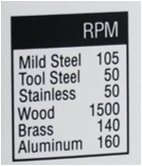 RPM
Mild Steel 105
Tool Steel 50
Stainless 50
Wood 1500
Brass 140
Aluminum 160